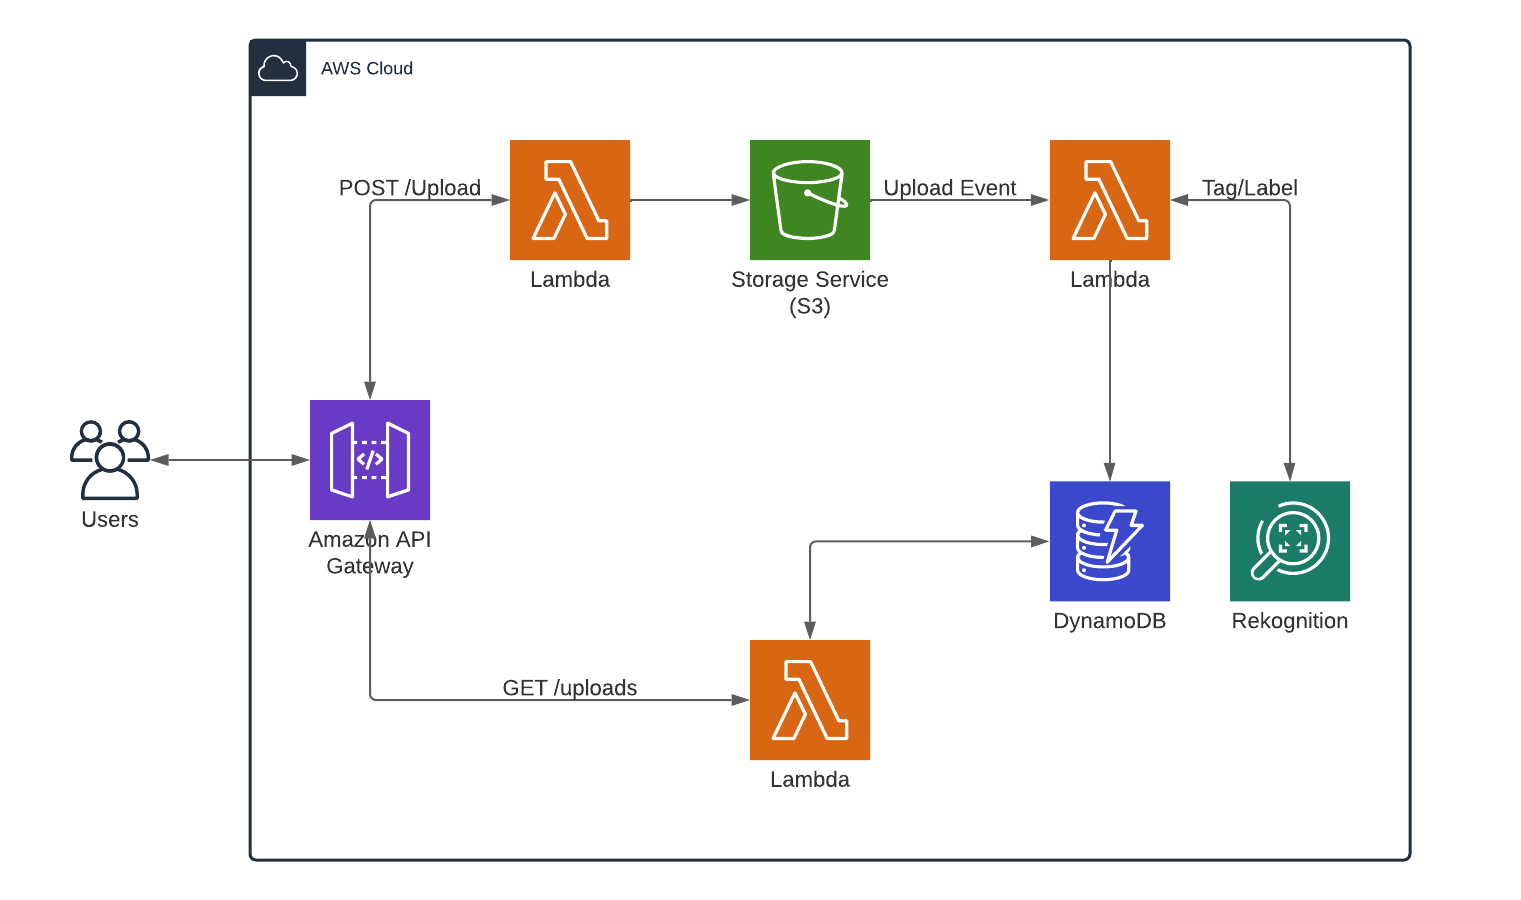 AWS Cloud
POST /Upload
Upload Event
Tag/Label
Lambda
Storage Service
(S3)
Lambda
</>
Users
Amazon API
Gateway
DynamoDB
Rekognition
GET /uploads
Lambda